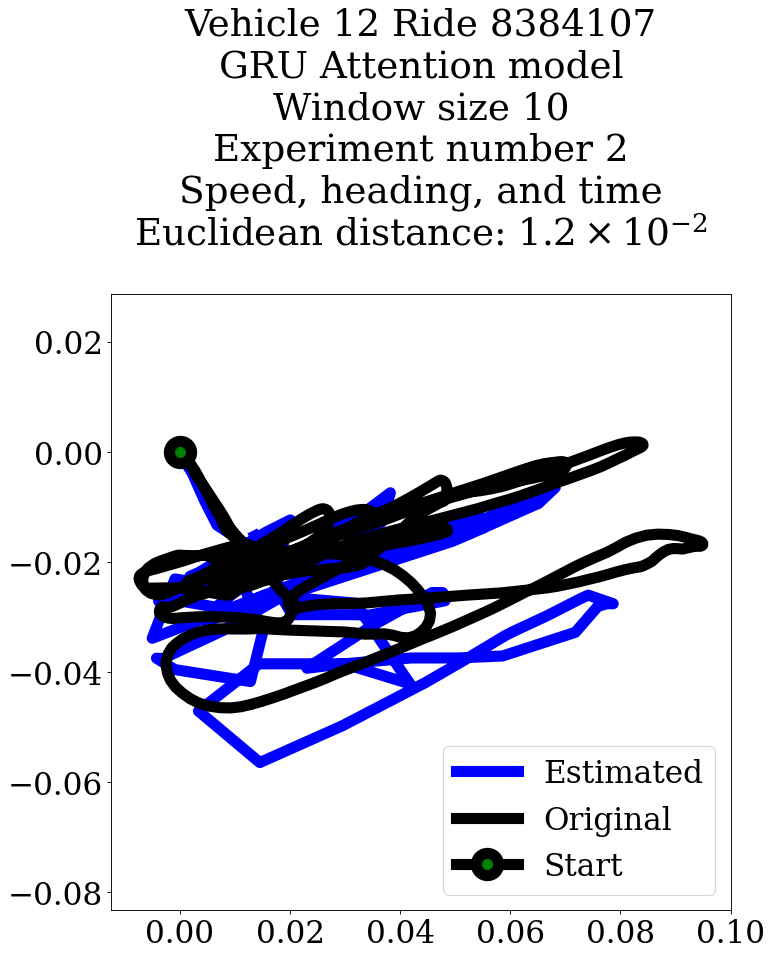 Vehicle 12 Ride 8384107
GRU Attention model
Window size 10
Experiment number 2
Speed, heading, and time
Euclidean distance: 1.2 × 10⁻²
0.02
0.00
−0.02
−0.04
−0.06
−0.08
Estimated
Original
Start
0.00 0.02 0.04 0.06 0.08 0.10